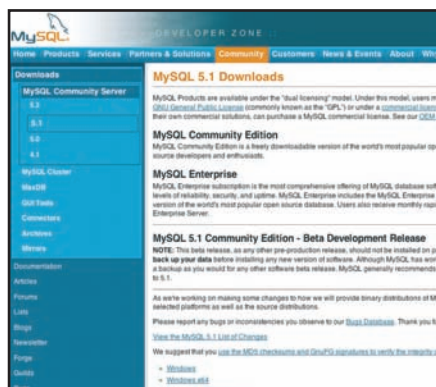 MySQL
DEVELOPER ZONE ::
Home Products Services Partners & Solutions Community Customers News & Events About
Downloads
MySQL Community Server
5.1
5.0
4.1
MySQL Cluster
MaxDB
GUI Tools
Connectors
Archives
Mirrors
Documentation
Articles
Forums
Lists
Blogs
Newsletter
Forge
Guilds
MySQL 5.1 Downloads
MySQL Products are available under the "dual licensing" model. Under this model, users m
GNU General Public License (commonly known as the "GPL") or under a commercial licens
their own commercial solutions, can purchase a MySQL commercial license. See our OEM
MySQL Community Edition
MySQL Community Edition is a freely downloadable version of the world's most popular op
source developers and enthusiasts.
MySQL Enterprise
MySQL Enterprise subscription is the most comprehensive offering of MySQL database sof
levels of reliability, security, and uptime. MySQL Enterprise includes the MySQL Enterprise
version of the world's most popular open source database. Users also receive monthly rap
Enterprise Server.
MySQL 5.1 Community Edition - Beta Development Release
NOTE: This beta release, as any other pre-production release, should not be installed on p
back up your data before installing any new version of software. Although MySQL has wor
a backup as you would for any other software beta release. MySQL generally recommends
to 5.1.
As we're working on making some changes to how we will provide binary distributions of M
selected platforms as well as the source distributions.
Please report any bugs or inconsistencies you observe to our Bugs Database. Thank you f
View the MySQL 5.1 List of Changes
We suggest that you use the MD5 checksums and GnuPG signatures to verify the integrity
Windows
Windows x64